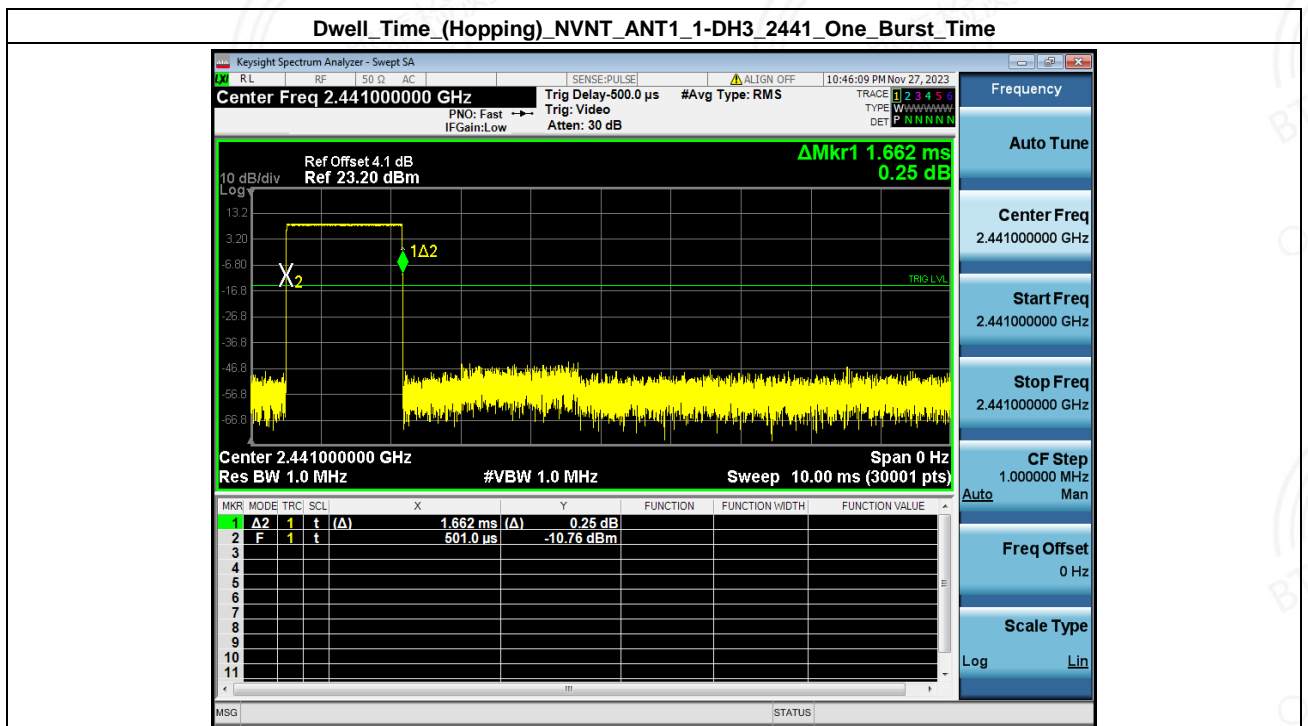 Dwell_Time_(Hopping)_NVNT_ANT1_1-DH3_2441_One_Burst_Time
Keysight Spectrum Analyzer - Swept SA
LXI RL RF 50 Ω AC SENSE:PULSE ALIGN OFF 10:46:09 PM Nov 27, 2023
Center Freq 2.441000000 GHz Trig Delay-500.0 µs #Avg Type: RMS TRACE 1 2 3 4 5 6
PNO: Fast Trig: Video TYPE WWWWWW
IFGain:Low Atten: 30 dB DET P N N N N N
Frequency
ΔMkr1 1.662 ms
0.25 dB
Ref Offset 4.1 dB
10 dB/div Ref 23.20 dBm
Log
13.2
3.20
-6.80
-16.8
-26.8
-36.8
-46.8
-56.8
-66.8
1Δ2
X2
TRIG LVL
Center 2.441000000 GHz Span 0 Hz
Res BW 1.0 MHz #VBW 1.0 MHz Sweep 10.00 ms (30001 pts)
MKR MODE TRC SCL X Y FUNCTION FUNCTION WIDTH FUNCTION VALUE
1 Δ2 1 t (Δ) 1.662 ms (Δ) 0.25 dB
2 F 1 t 501.0 µs -10.76 dBm
3
4
5
6
7
8
9
10
11
MSG STATUS
Auto Tune
Center Freq
2.441000000 GHz
Start Freq
2.441000000 GHz
Stop Freq
2.441000000 GHz
CF Step
1.000000 MHz
Auto Man
Freq Offset
0 Hz
Scale Type
Log Lin